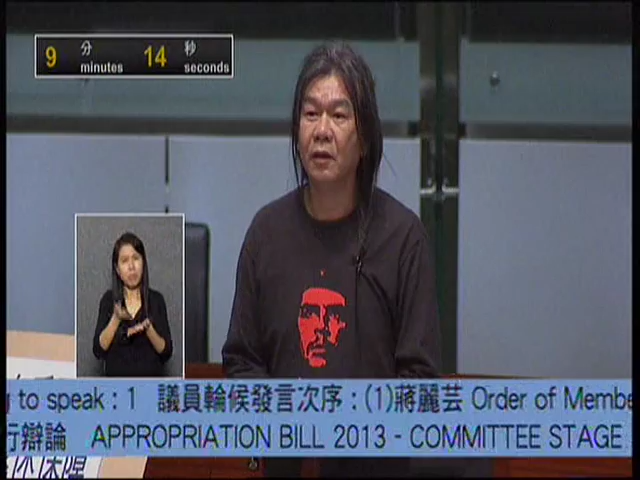 9 分 minutes 14 秒 seconds
g to speak : 1 議員輪候發言次序 : (1)蔣麗芸 Order of Membe
行辯論 APPROPRIATION BILL 2013 - COMMITTEE STAGE